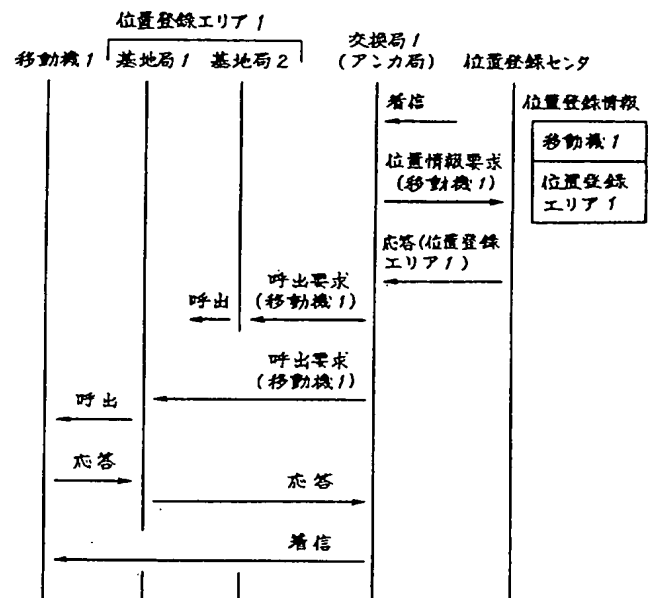 位置登録エリア1
移動機1
基地局1
基地局2
交換局1
(アンカ局)
位置登録センタ
着信
位置登録情報
移動機1
位置登録
エリア1
位置情報要求
(移動機1)
応答(位置登録
エリア1)
呼出要求
(移動機1)
呼出
呼出要求
(移動機1)
呼出
応答
応答
着信